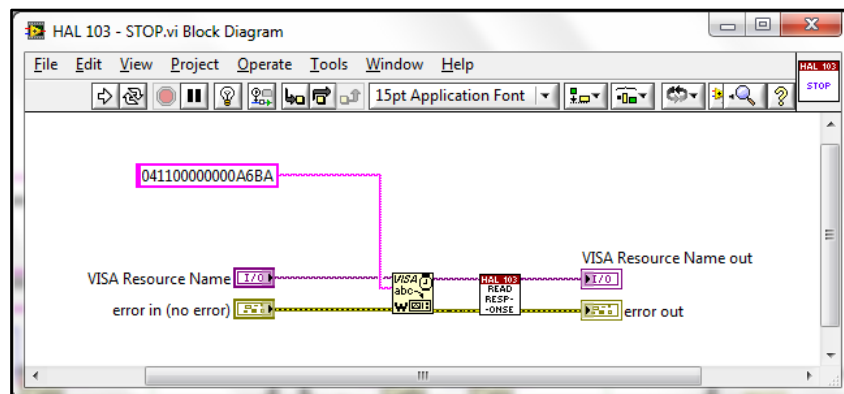 HAL 103 - STOP.vi Block Diagram
File Edit View Project Operate Tools Window Help
HAL 103
STOP
15pt Application Font
041100000000A6BA
VISA Resource Name
I/O
error in (no error)
VISA
abc
W
HAL 103
READ
RESP-
-ONSE
VISA Resource Name out
I/O
error out